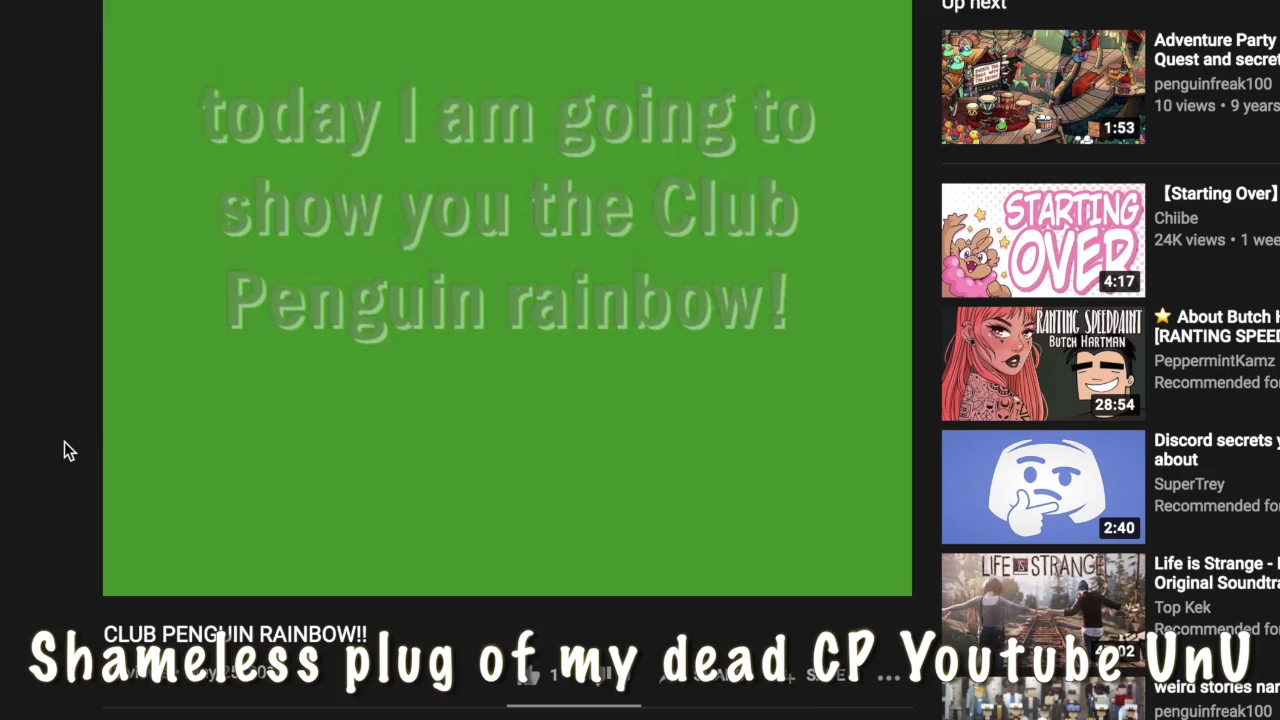 Up next
today I am going to
show you the Club
Penguin rainbow!
Adventure Party
Quest and secret
penguinfreak100
10 views • 9 years
1:53
EVERYTHING
【Starting Over】
Chiibe
24K views • 1 wee
STARTING
OVER
4:17
⭐ About Butch H
[RANTING SPEED
PeppermintKamz
Recommended fo
RANTING SPEEDPAINT
BUTCH HARTMAN
28:54
Discord secrets y
about
SuperTrey
Recommended fo
2:40
Life is Strange -
Original Soundtra
Top Kek
Recommended fo
LIFE IS STRANGE
CLUB PENGUIN RAINBOW!!
Shameless plug of my dead CP Youtube UnU
weird stories nar
penguinfreak100